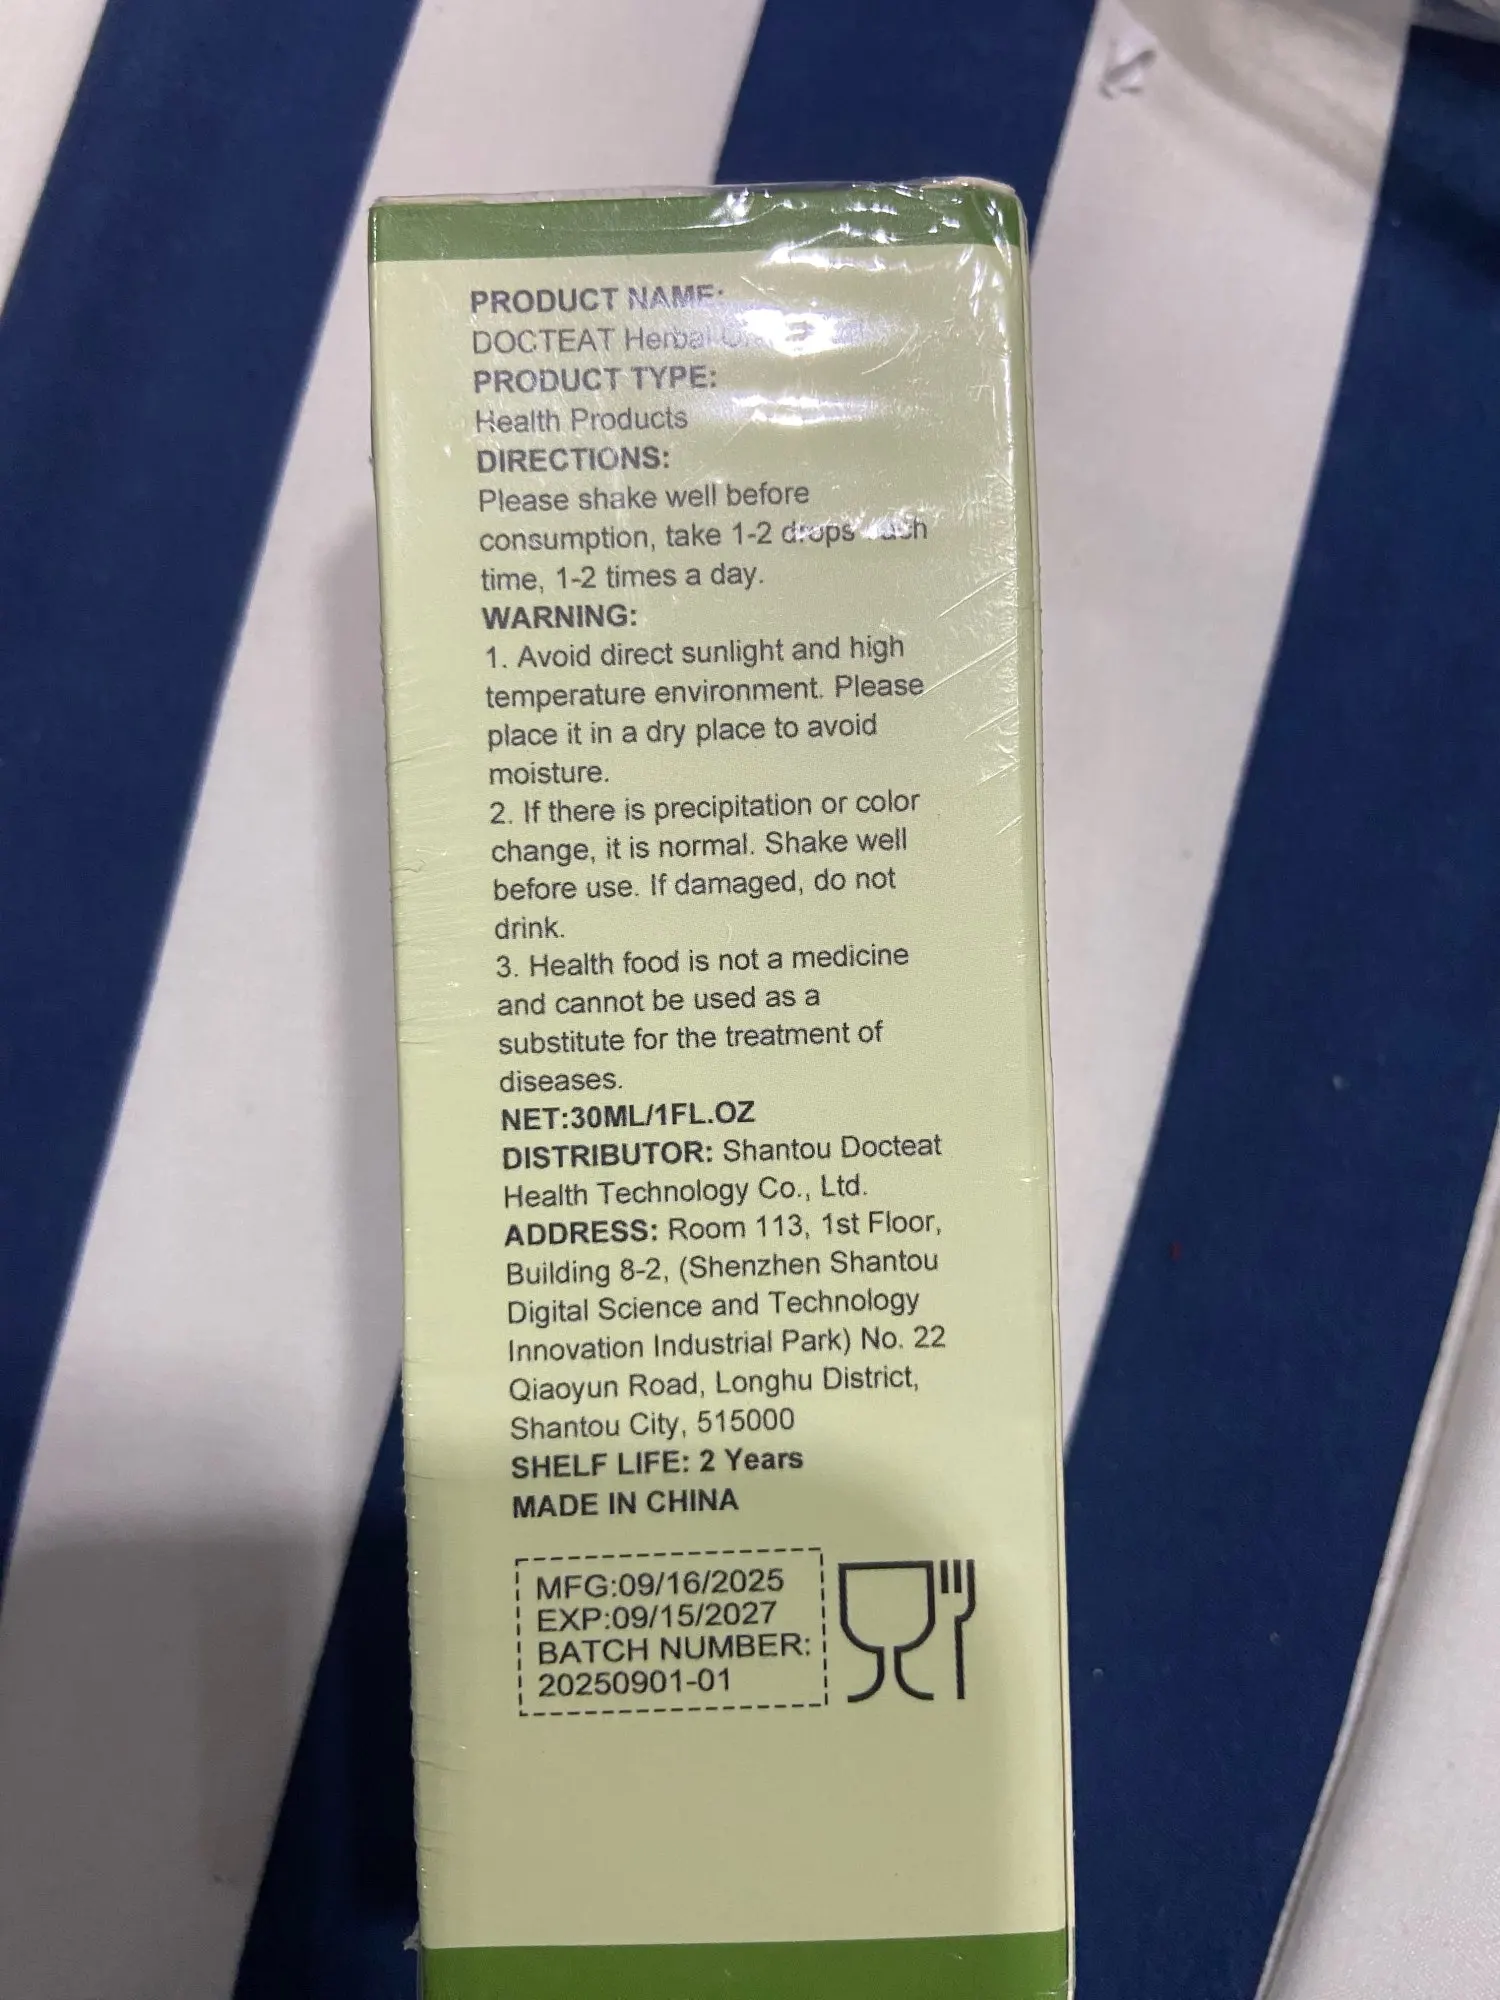 PRODUCT NAME:
DOCTEAT Herbal
PRODUCT TYPE:
Health Products
DIRECTIONS:
Please shake well before
consumption, take 1-2 drops each
time, 1-2 times a day.
WARNING:
1. Avoid direct sunlight and high
temperature environment. Please
place it in a dry place to avoid
moisture.
2. If there is precipitation or color
change, it is normal. Shake well
before use. If damaged, do not
drink.
3. Health food is not a medicine
and cannot be used as a
substitute for the treatment of
diseases.
NET:30ML/1FL.OZ
DISTRIBUTOR: Shantou Docteat
Health Technology Co., Ltd.
ADDRESS: Room 113, 1st Floor,
Building 8-2, (Shenzhen Shantou
Digital Science and Technology
Innovation Industrial Park) No. 22
Qiaoyun Road, Longhu District,
Shantou City, 515000
SHELF LIFE: 2 Years
MADE IN CHINA
MFG:09/16/2025
EXP:09/15/2027
BATCH NUMBER:
20250901-01